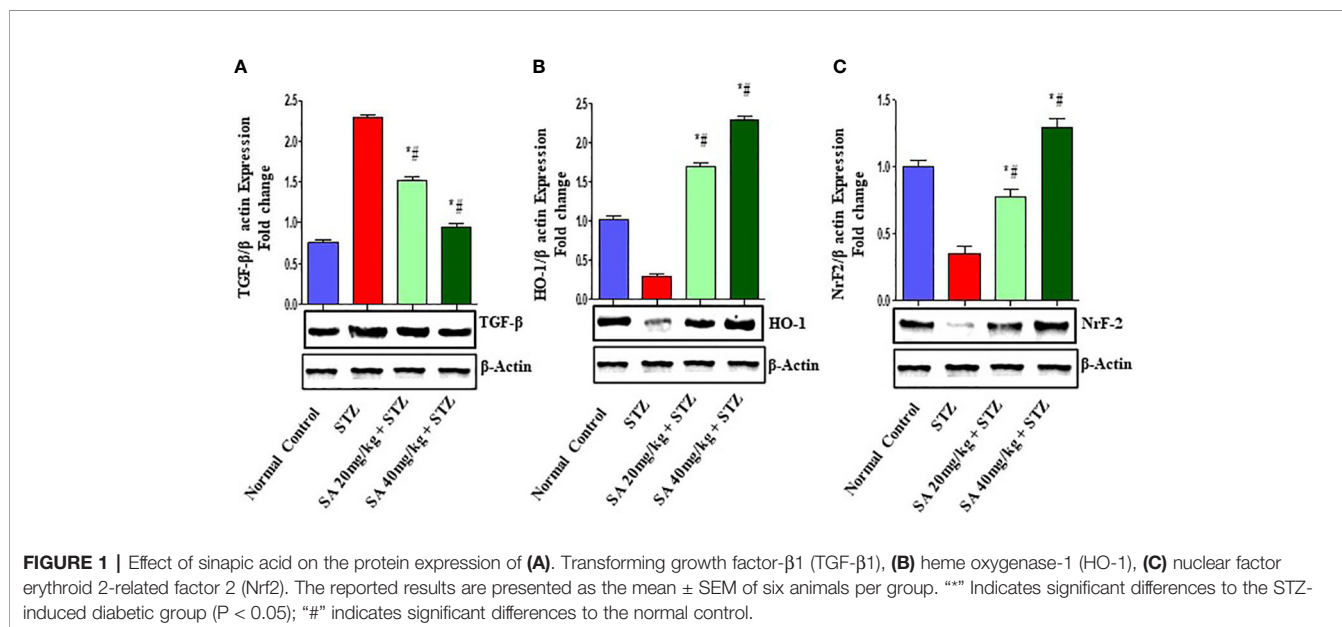 A
TGF-β/β actin Expression
Fold change
2.5
2.0
1.5
1.0
0.5
0.0
*#
*#
TGF-β
β-Actin
Normal Control
STZ
SA 20mg/kg + STZ
SA 40mg/kg + STZ
B
HO-1/β actin Expression
Fold change
2.5
2.0
1.5
1.0
0.5
0.0
*#
*#
HO-1
β-Actin
Normal Control
STZ
SA 20mg/kg + STZ
SA 40mg/kg + STZ
C
NrF2/β actin Expression
Fold change
1.5
1.0
0.5
0.0
*#
*#
NrF-2
β-Actin
Normal Control
STZ
SA 20mg/kg + STZ
SA 40mg/kg + STZ
FIGURE 1 | Effect of sinapic acid on the protein expression of (A). Transforming growth factor-β1 (TGF-β1), (B) heme oxygenase-1 (HO-1), (C) nuclear factor
erythroid 2-related factor 2 (Nrf2). The reported results are presented as the mean ± SEM of six animals per group. “*” Indicates significant differences to the STZ-
induced diabetic group (P < 0.05); “#” indicates significant differences to the normal control.